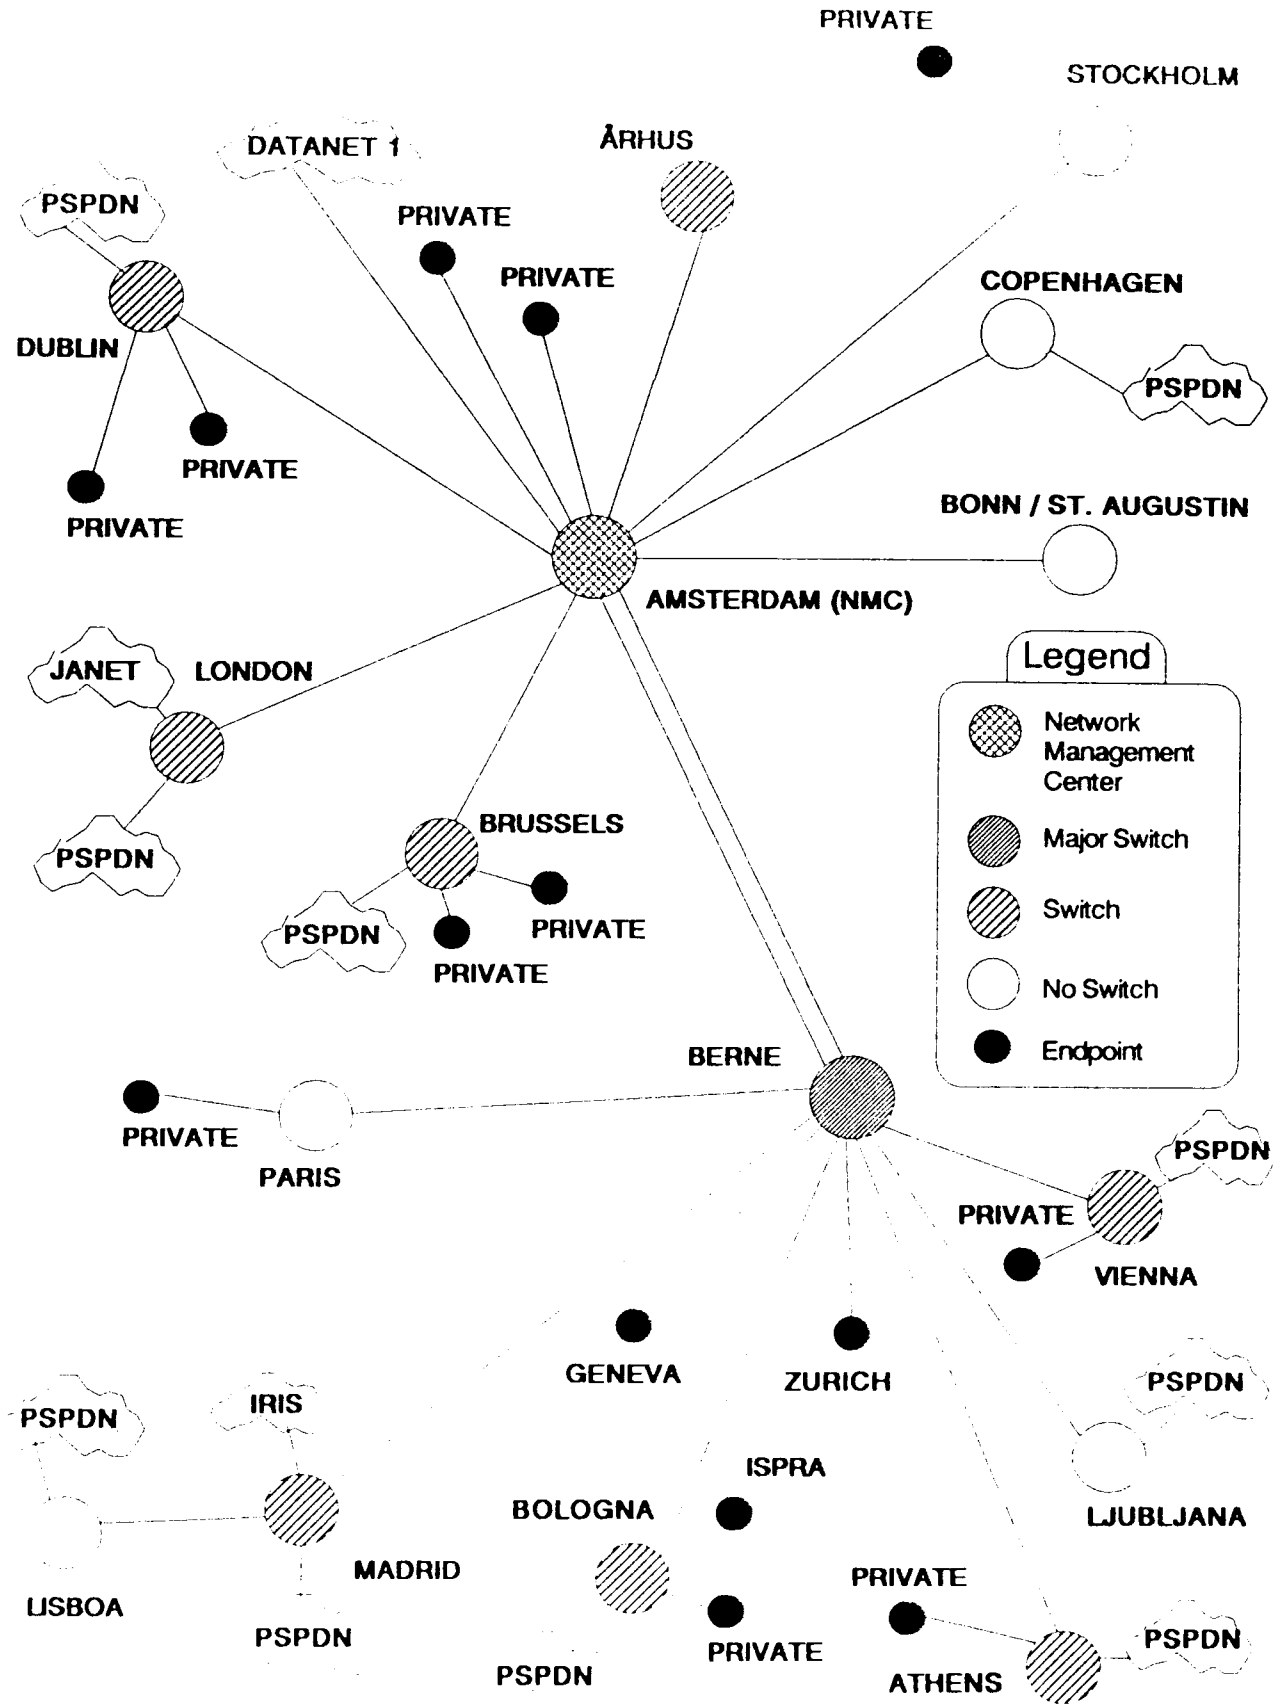 PRIVATE
STOCKHOLM
DATANET 1
ÅRHUS
PSPDN
PRIVATE
PRIVATE
COPENHAGEN
DUBLIN
PSPDN
PRIVATE
PRIVATE
BONN / ST. AUGUSTIN
AMSTERDAM (NMC)
JANET
LONDON
Legend
Network
Management
Center
Major Switch
Switch
No Switch
Endpoint
BRUSSELS
PSPDN
PSPDN
PRIVATE
PRIVATE
BERNE
PRIVATE
PARIS
PSPDN
PRIVATE
VIENNA
GENEVA
ZURICH
PSPDN
PSPDN
IRIS
ISPRA
BOLOGNA
LJUBLJANA
MADRID
PRIVATE
LISBOA
PSPDN
PRIVATE
PSPDN
PSPDN
ATHENS